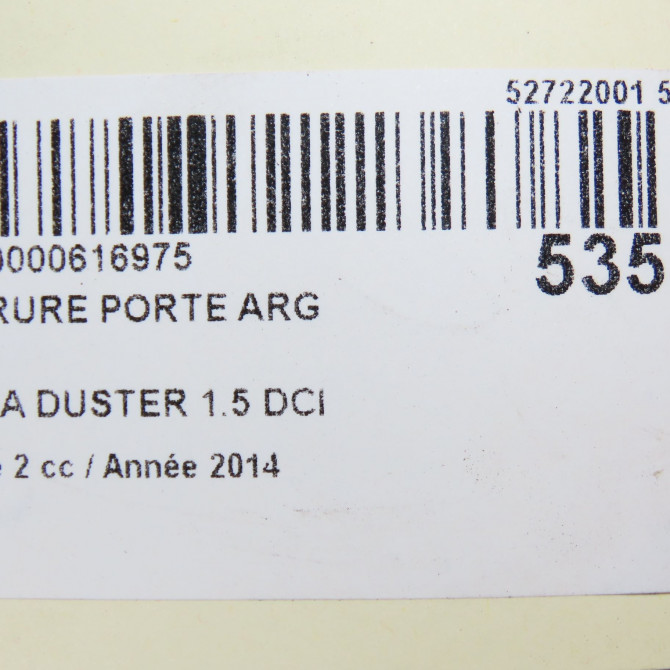 52722001 5
0000616975
535
RURE PORTE ARG
A DUSTER 1.5 DCI
e 2 cc / Année 2014